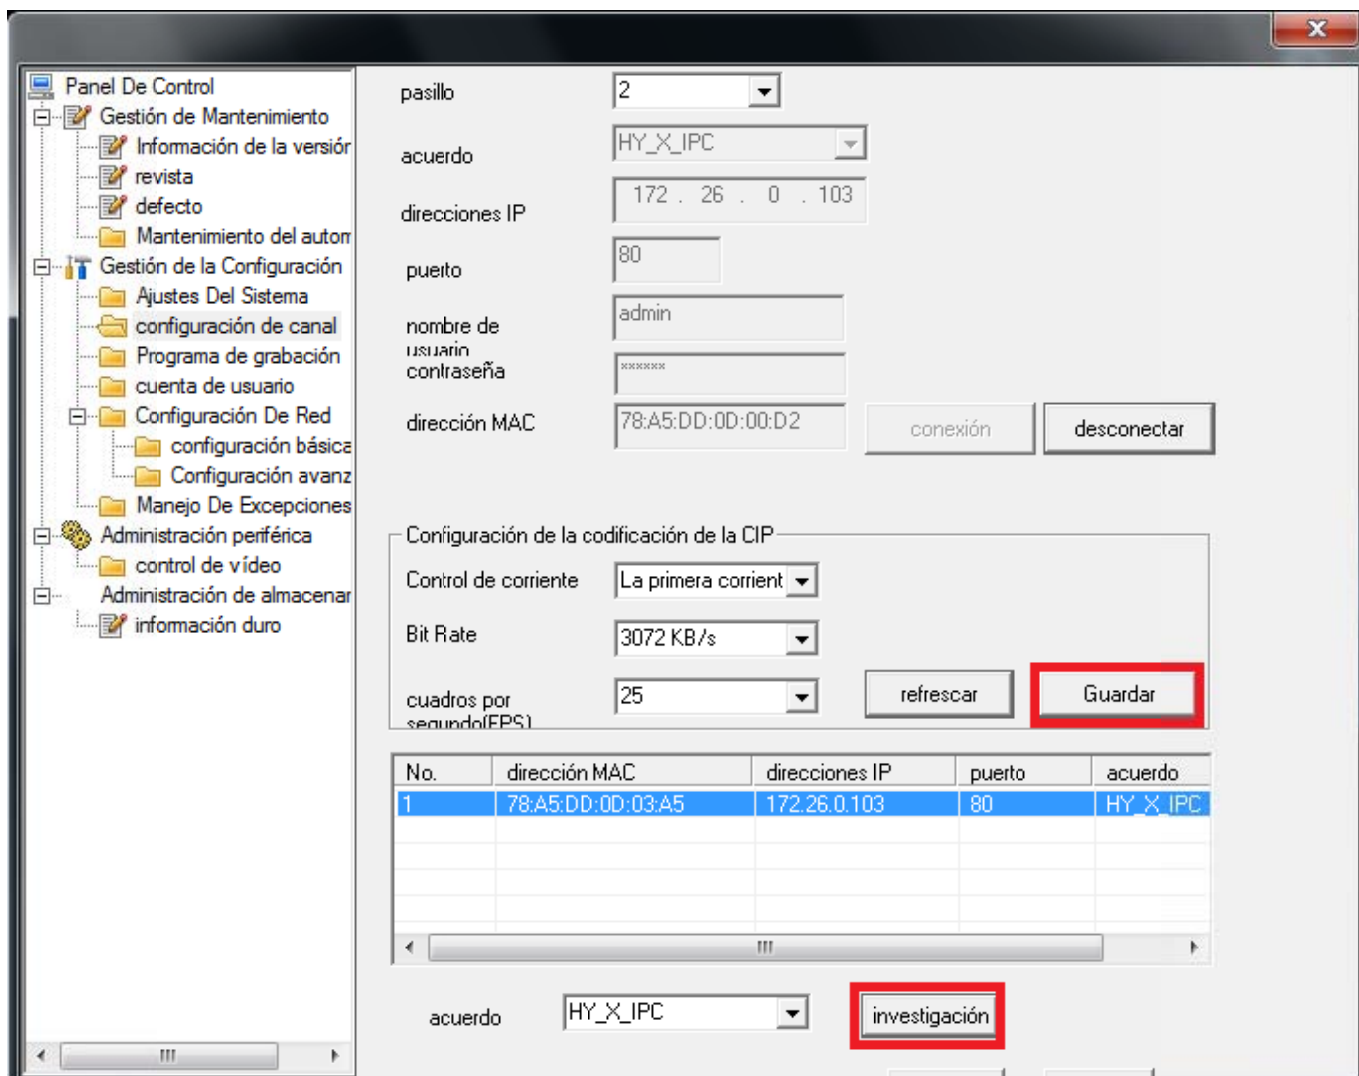 Panel De Control
Gestión de Mantenimiento
Información de la versión
revista
defecto
Mantenimiento del autom
Gestión de la Configuración
Ajustes Del Sistema
configuración de canal
Programa de grabación
cuenta de usuario
Configuración De Red
configuración básica
Configuración avanz
Manejo De Excepciones
Administración periférica
control de vídeo
Administración de almacenar
información duro
pasillo 2
acuerdo HY_X_IPC
direcciones IP 172 . 26 . 0 . 103
puerto 80
nombre de usuario admin
contraseña ******
dirección MAC 78:A5:DD:0D:00:D2 conexión desconectar
Configuración de la codificación de la CIP
Control de corriente La primera corrient
Bit Rate 3072 KB/s
cuadros por segundo(FPS) 25 refrescar Guardar
No. dirección MAC direcciones IP puerto acuerdo
1 78:A5:DD:0D:03:A5 172.26.0.103 80 HY_X_IPC
acuerdo HY_X_IPC investigación